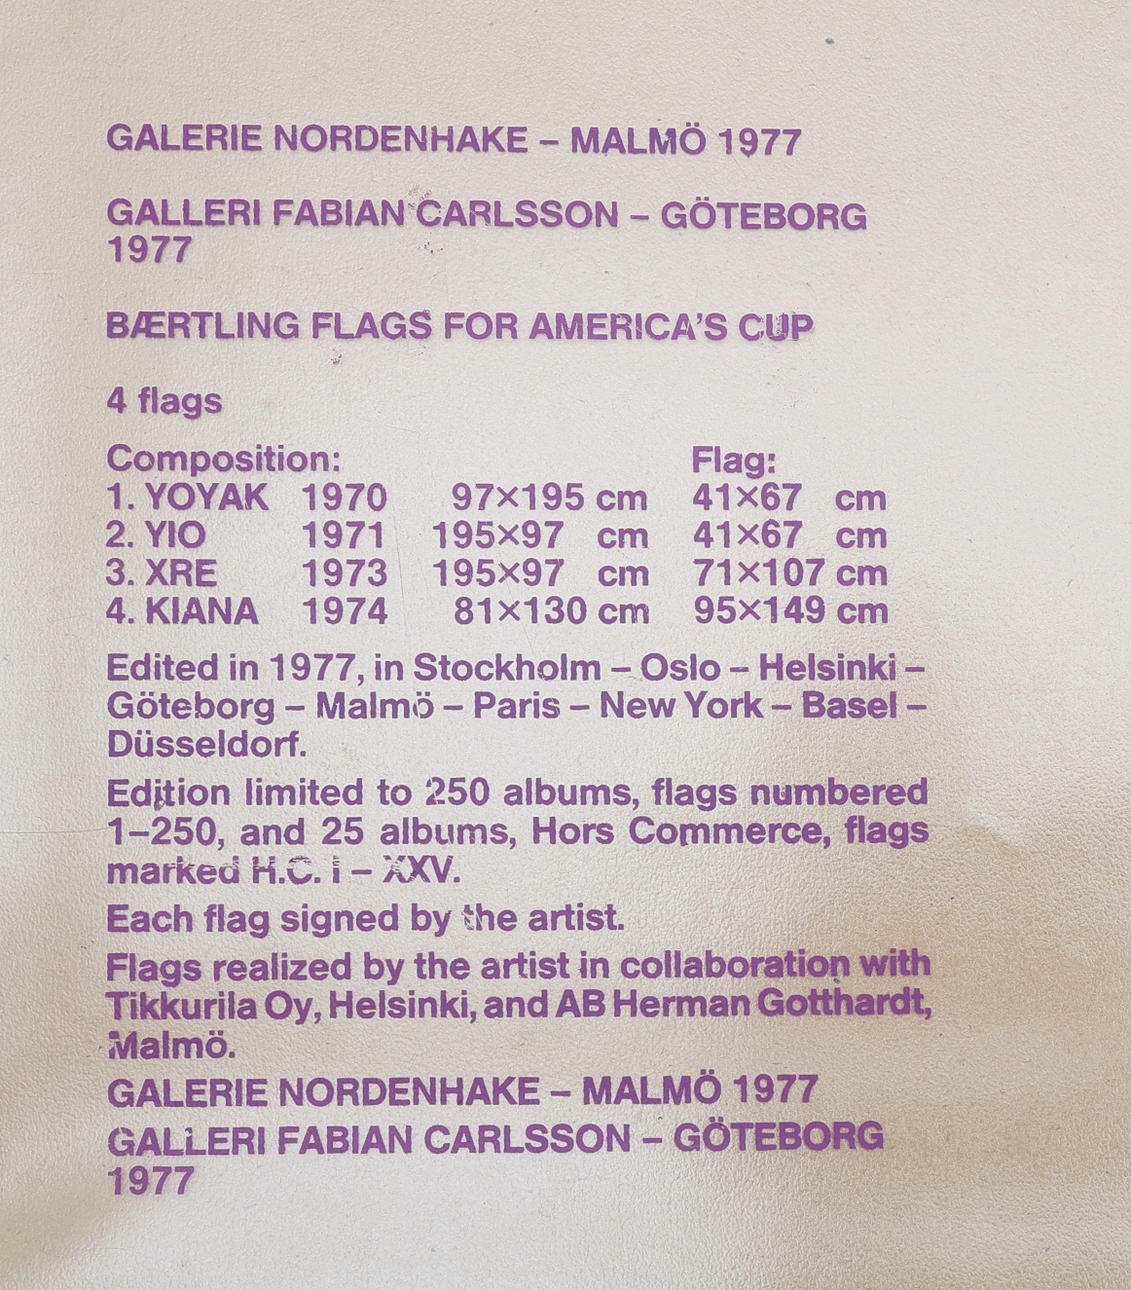 GALERIE NORDENHAKE – MALMÖ 1977
GALLERI FABIAN CARLSSON – GÖTEBORG
1977
BÆRTLING FLAGS FOR AMERICA'S CUP
4 flags
Composition: Flag:
1. YOYAK 1970 97×195 cm 41×67 cm
2. YIO 1971 195×97 cm 41×67 cm
3. XRE 1973 195×97 cm 71×107 cm
4. KIANA 1974 81×130 cm 95×149 cm
Edited in 1977, in Stockholm – Oslo – Helsinki –
Göteborg – Malmö – Paris – New York – Basel –
Düsseldorf.
Edition limited to 250 albums, flags numbered
1–250, and 25 albums, Hors Commerce, flags
marked H.C. I – XXV.
Each flag signed by the artist.
Flags realized by the artist in collaboration with
Tikkurila Oy, Helsinki, and AB Herman Gotthardt,
Malmö.
GALERIE NORDENHAKE – MALMÖ 1977
GALLERI FABIAN CARLSSON – GÖTEBORG
1977